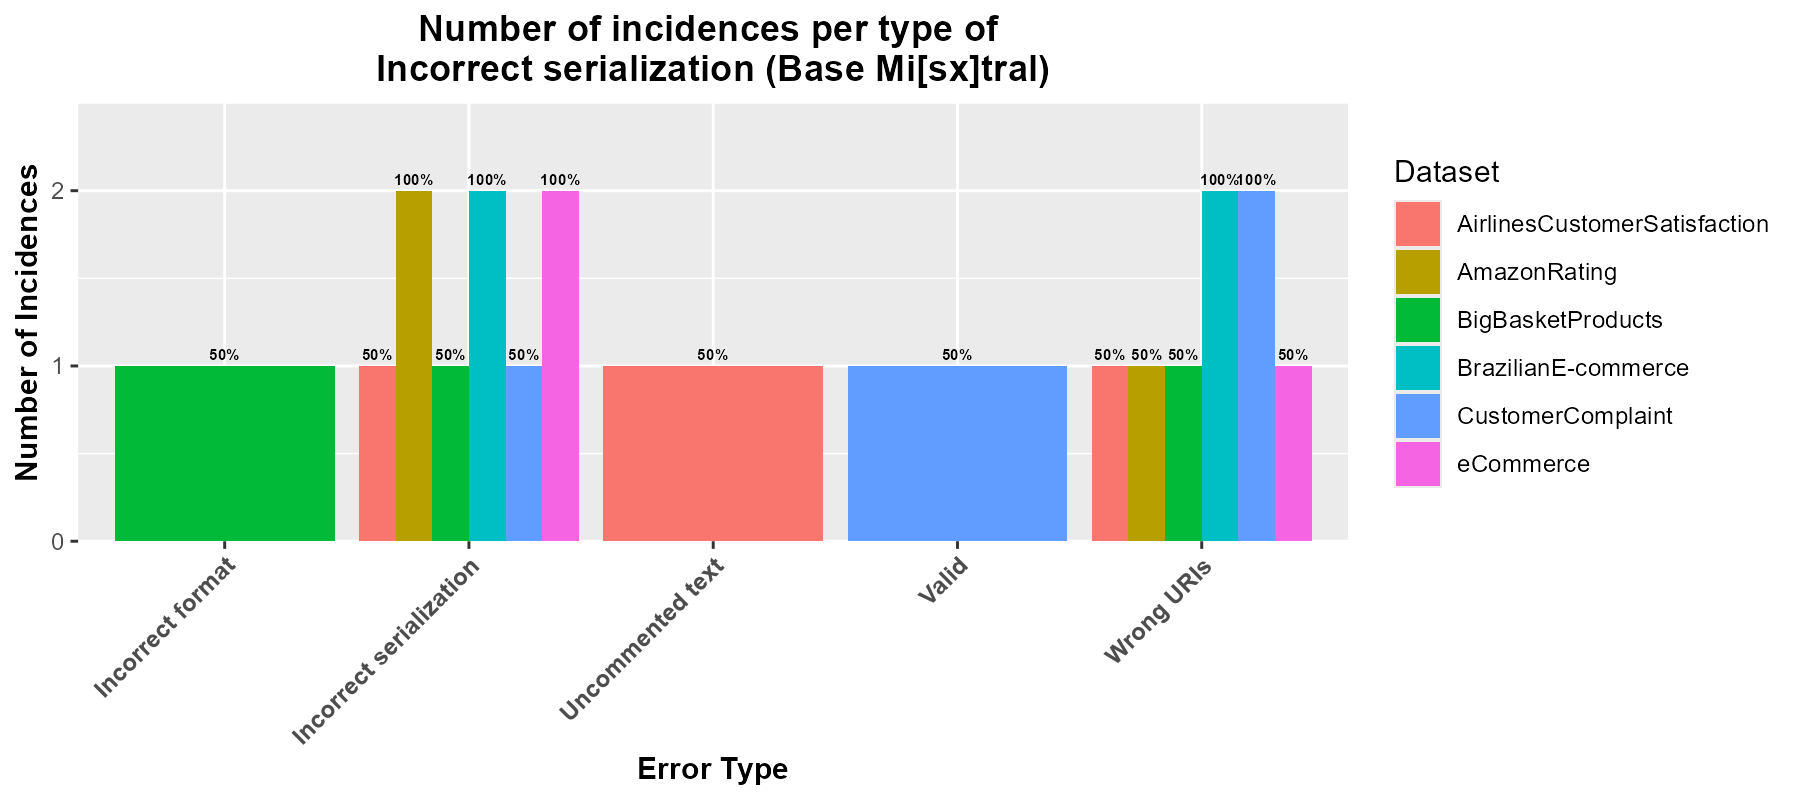 Number of incidences per type of
Incorrect serialization (Base Mi[sx]tral)
Number of Incidences
2
1
0
50%
50%
100%
50%
100%
50%
100%
50%
50%
50%
50%
50%
100%
100%
50%
Incorrect format
Incorrect serialization
Uncommented text
Valid
Wrong URIs
Error Type
Dataset
AirlinesCustomerSatisfaction
AmazonRating
BigBasketProducts
BrazilianE-commerce
CustomerComplaint
eCommerce